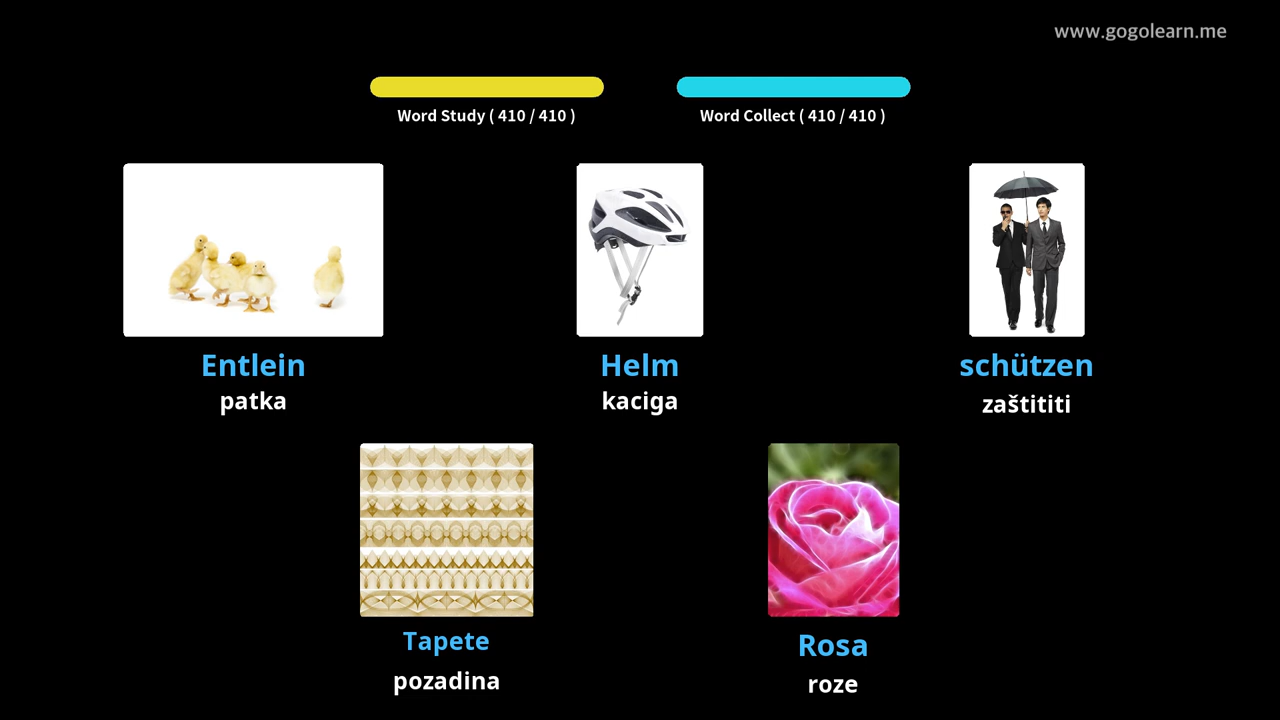 www.gogolearn.me
Word Study ( 410 / 410 )
Word Collect ( 410 / 410 )
Entlein
patka
Helm
kaciga
schützen
zaštititi
Tapete
pozadina
Rosa
roze